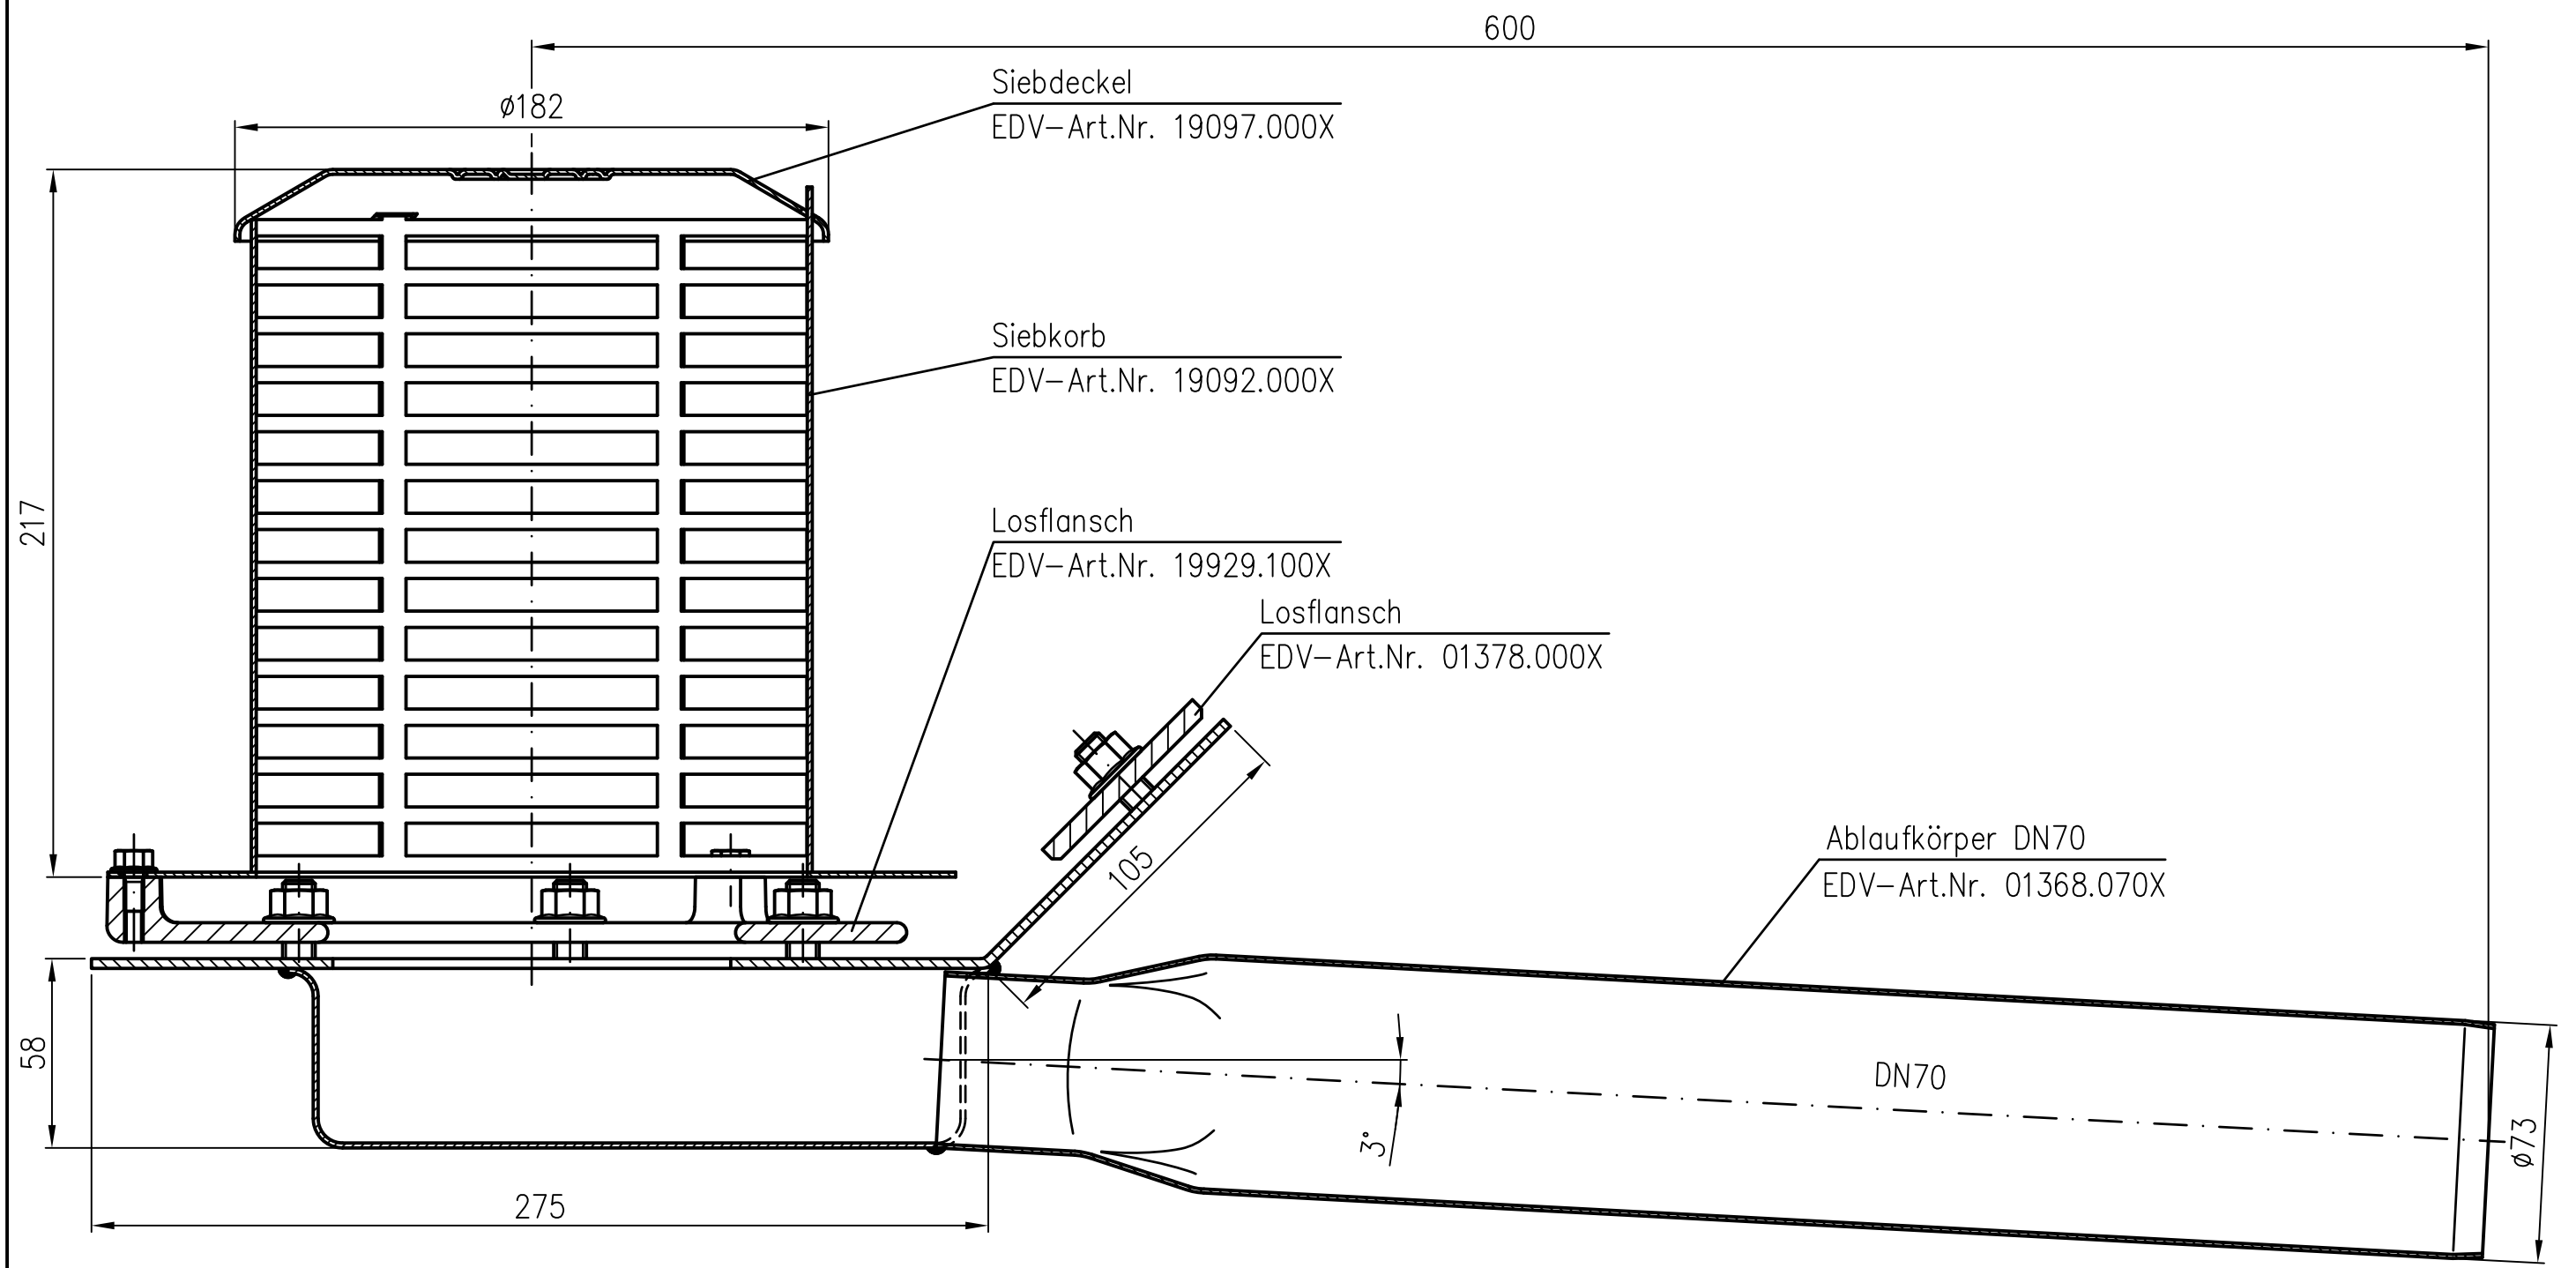 600
Siebdeckel
EDV-Art.Nr. 19097.000X
ø182
Siebkorb
EDV-Art.Nr. 19092.000X
217
Losflansch
EDV-Art.Nr. 19929.100X
Losflansch
EDV-Art.Nr. 01378.000X
105
Ablaufkörper DN70
EDV-Art.Nr. 01368.070X
58
DN70
3°
ø73
275